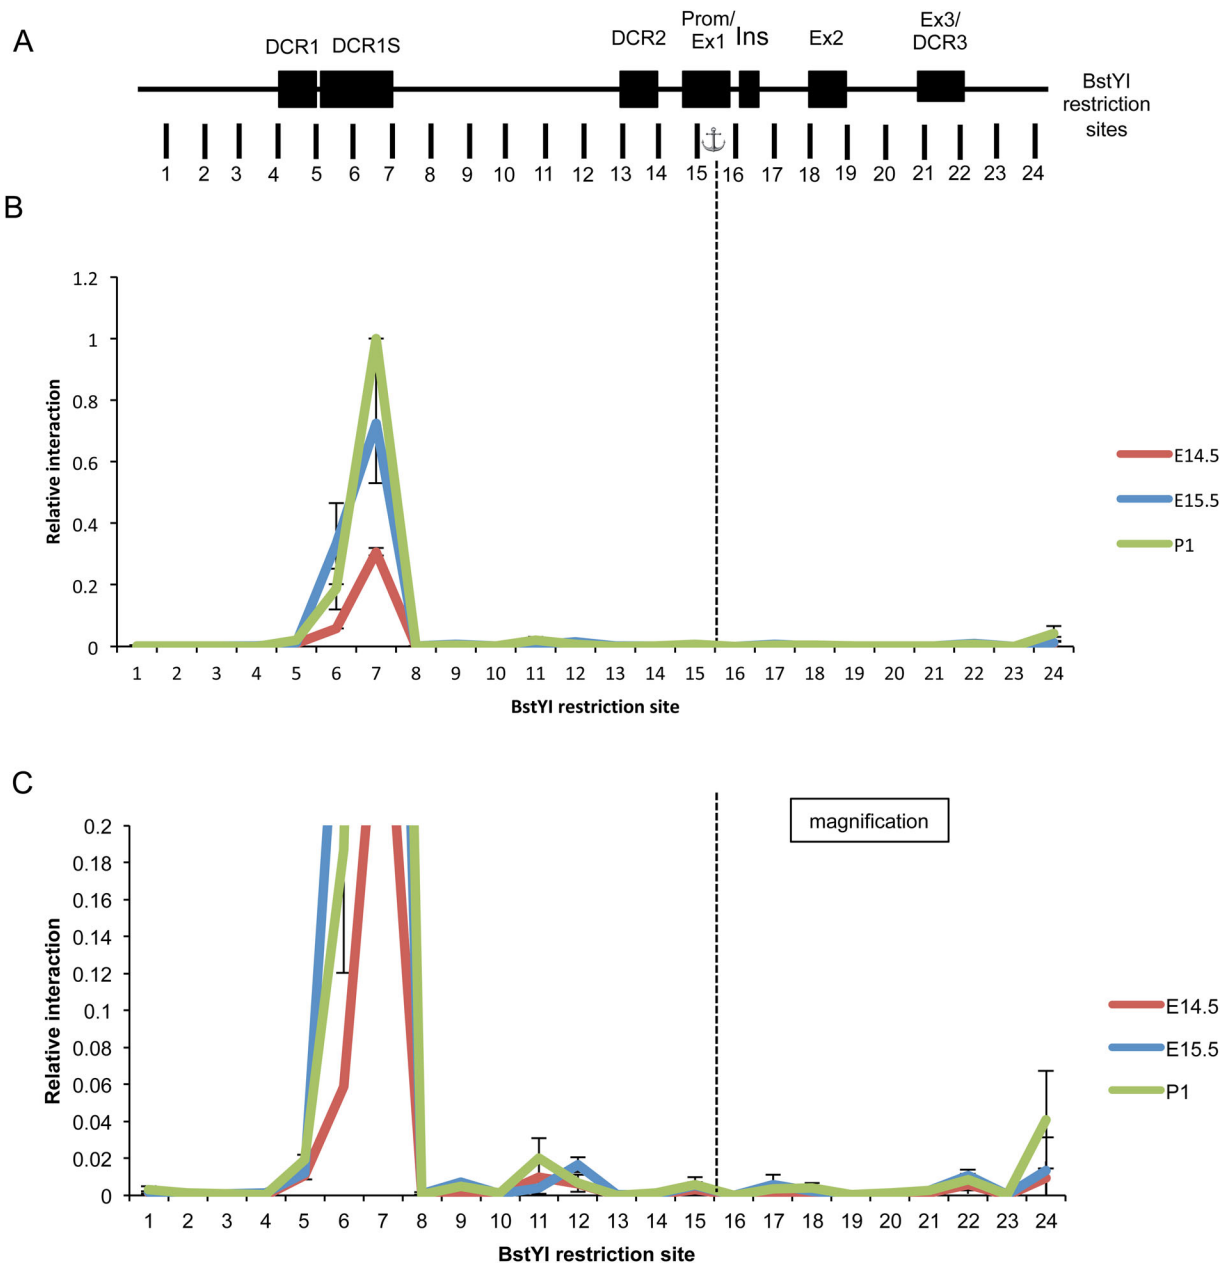 A
DCR1 DCR1S
DCR2
Prom/
Ex1
Ins
Ex2
Ex3/
DCR3
BstYI
restriction
sites
1 2 3 4 5 6 7 8 9 10 11 12 13 14 15 16 17 18 19 20 21 22 23 24
B
1.2
1
0.8
0.6
0.4
0.2
0
Relative interaction
1 2 3 4 5 6 7 8 9 10 11 12 13 14 15 16 17 18 19 20 21 22 23 24
BstYI restriction site
E14.5
E15.5
P1
C
magnification
0.2
0.18
0.16
0.14
0.12
0.1
0.08
0.06
0.04
0.02
0
Relative interaction
1 2 3 4 5 6 7 8 9 10 11 12 13 14 15 16 17 18 19 20 21 22 23 24
BstYI restriction site
E14.5
E15.5
P1